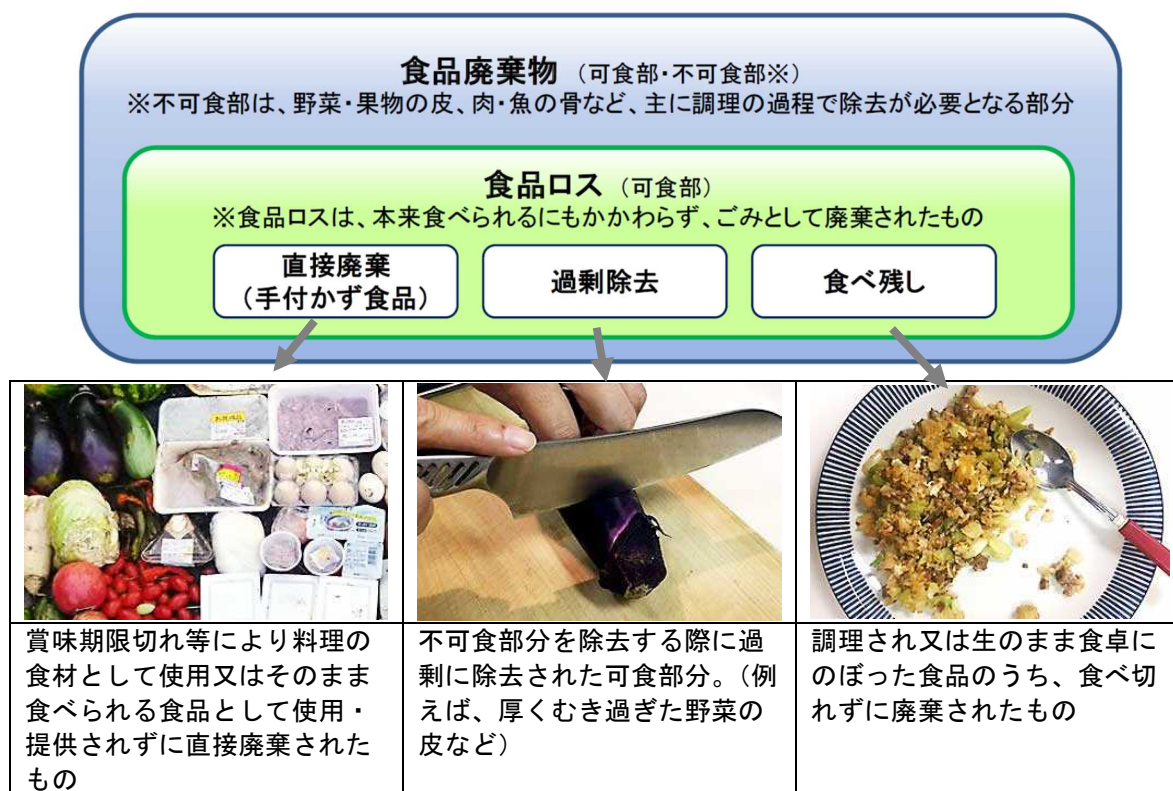 食品廃棄物 （可食部・不可食部※）
※不可食部は、野菜・果物の皮、肉・魚の骨など、主に調理の過程で除去が必要となる部分
食品ロス （可食部）
※食品ロスは、本来食べられるにもかかわらず、ごみとして廃棄されたもの
直接廃棄
（手付かず食品）
過剰除去
食べ残し
賞味期限切れ等により料理の
食材として使用又はそのまま
食べられる食品として使用・
提供されずに直接廃棄された
もの
不可食部分を除去する際に過
剰に除去された可食部分。（例
えば、厚くむき過ぎた野菜の
皮など）
調理され又は生のまま食卓に
のぼった食品のうち、食べ切
れずに廃棄されたもの